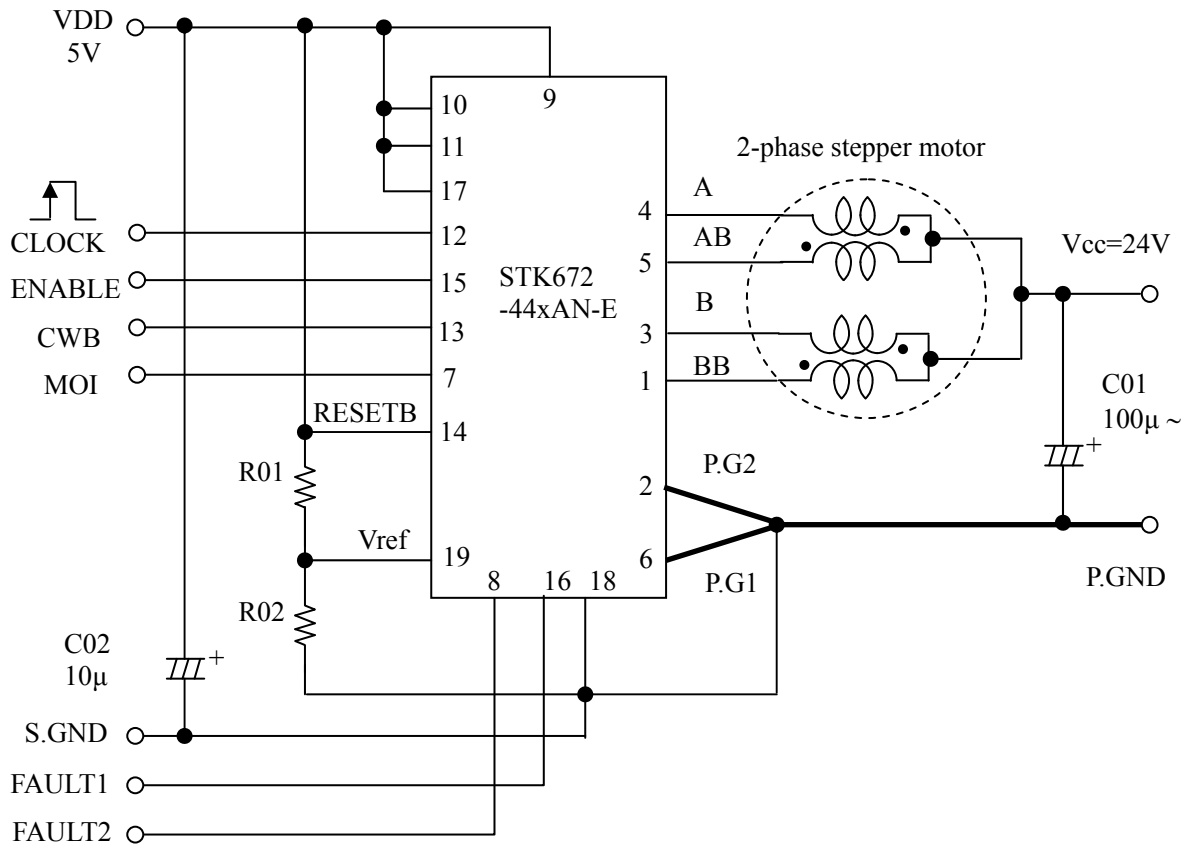 VDD
5V
9
10
11
17
2-phase stepper motor
CLOCK
12
4
A
AB
Vcc=24V
ENABLE
15
5
STK672
-44xAN-E
CWB
13
B
3
MOI
7
BB
1
C01
100µ ~
+
RESETB
14
R01
P.G2
2
Vref
19
6
P.G1
P.GND
8
16
18
R02
C02
10µ
+
S.GND
FAULT1
FAULT2